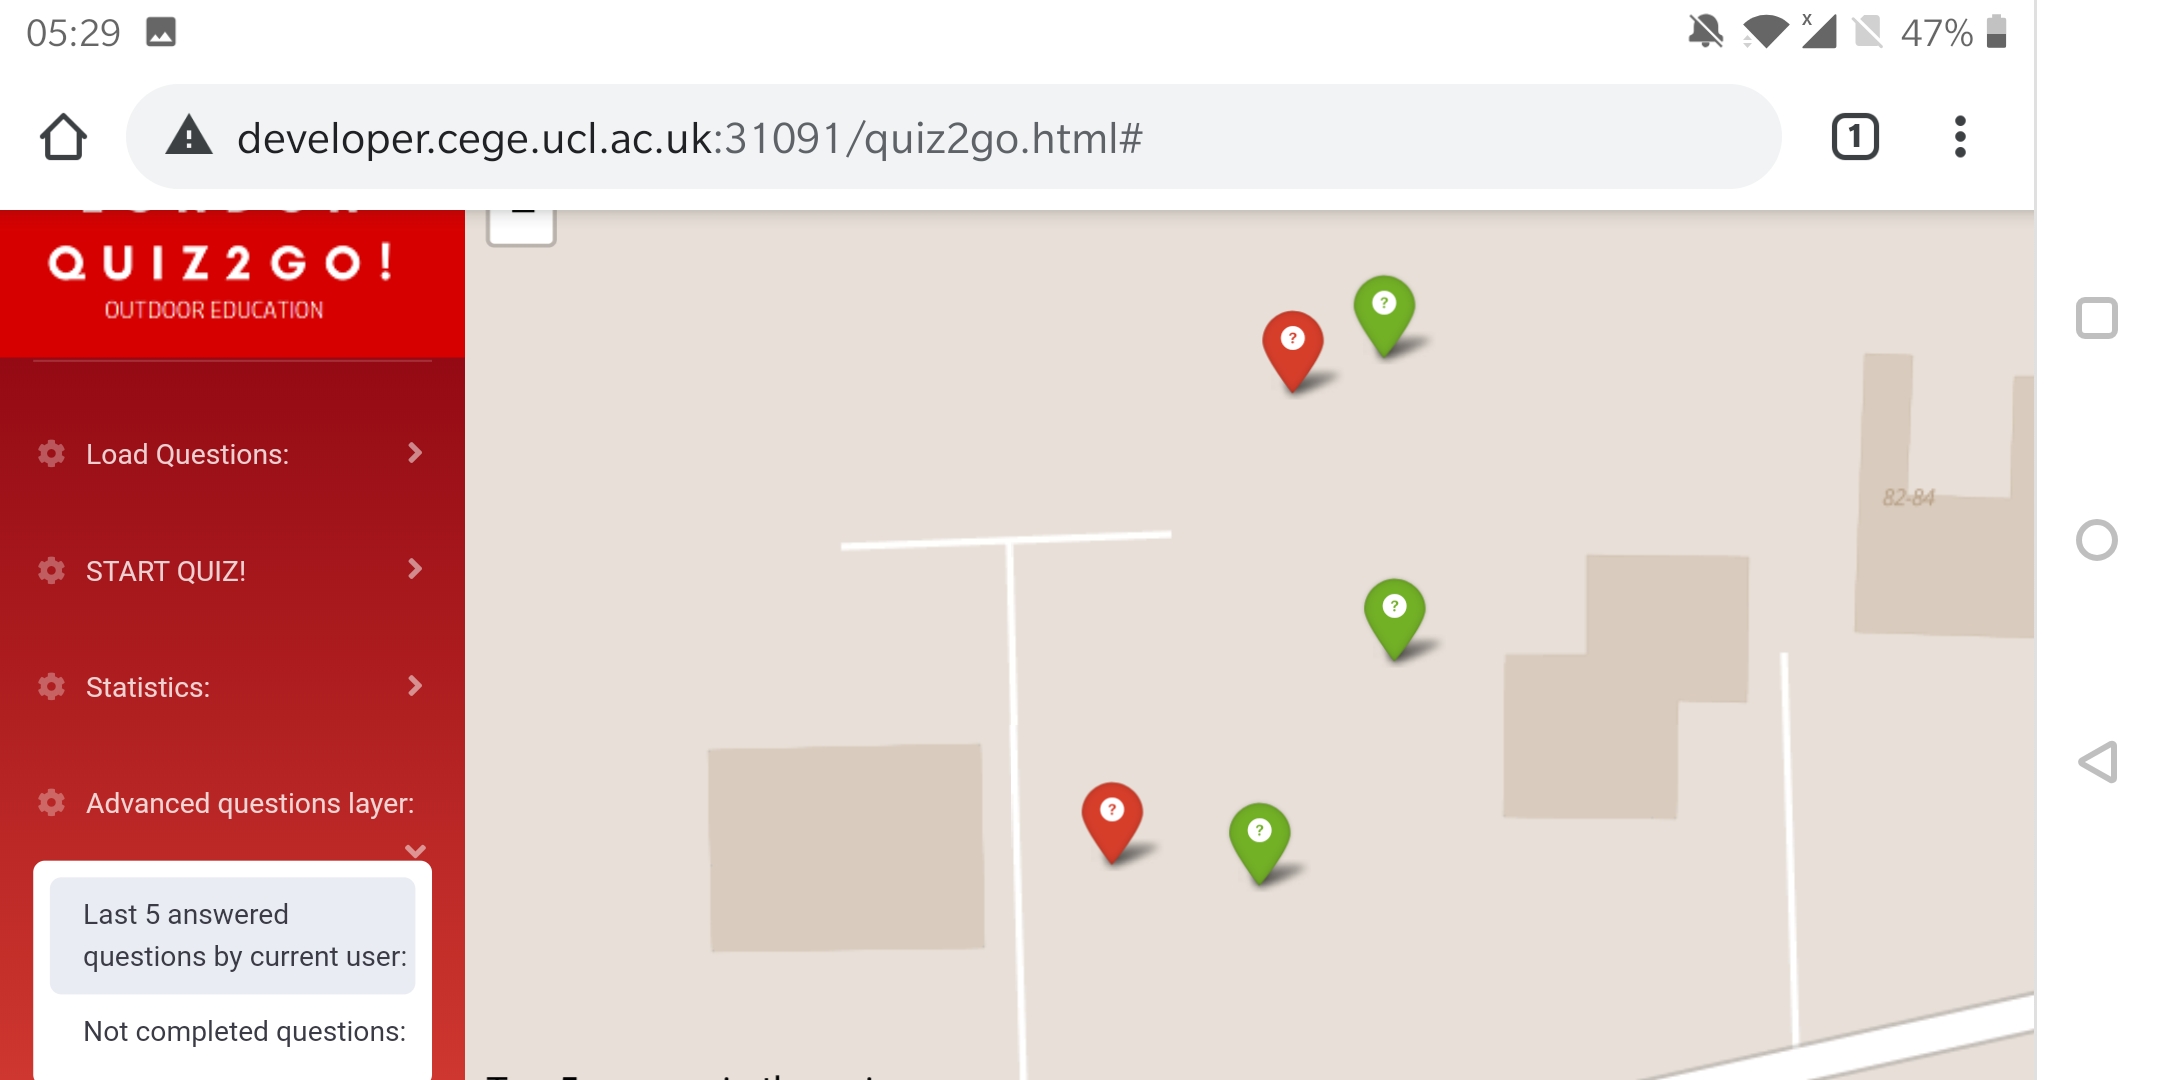 05:29
47%
developer.cege.ucl.ac.uk:31091/quiz2go.html#
1
QUIZ2GO!
OUTDOOR EDUCATION
Load Questions:
START QUIZ!
Statistics:
Advanced questions layer:
Last 5 answered
questions by current user:
Not completed questions:
?
?
?
?
?
82-84